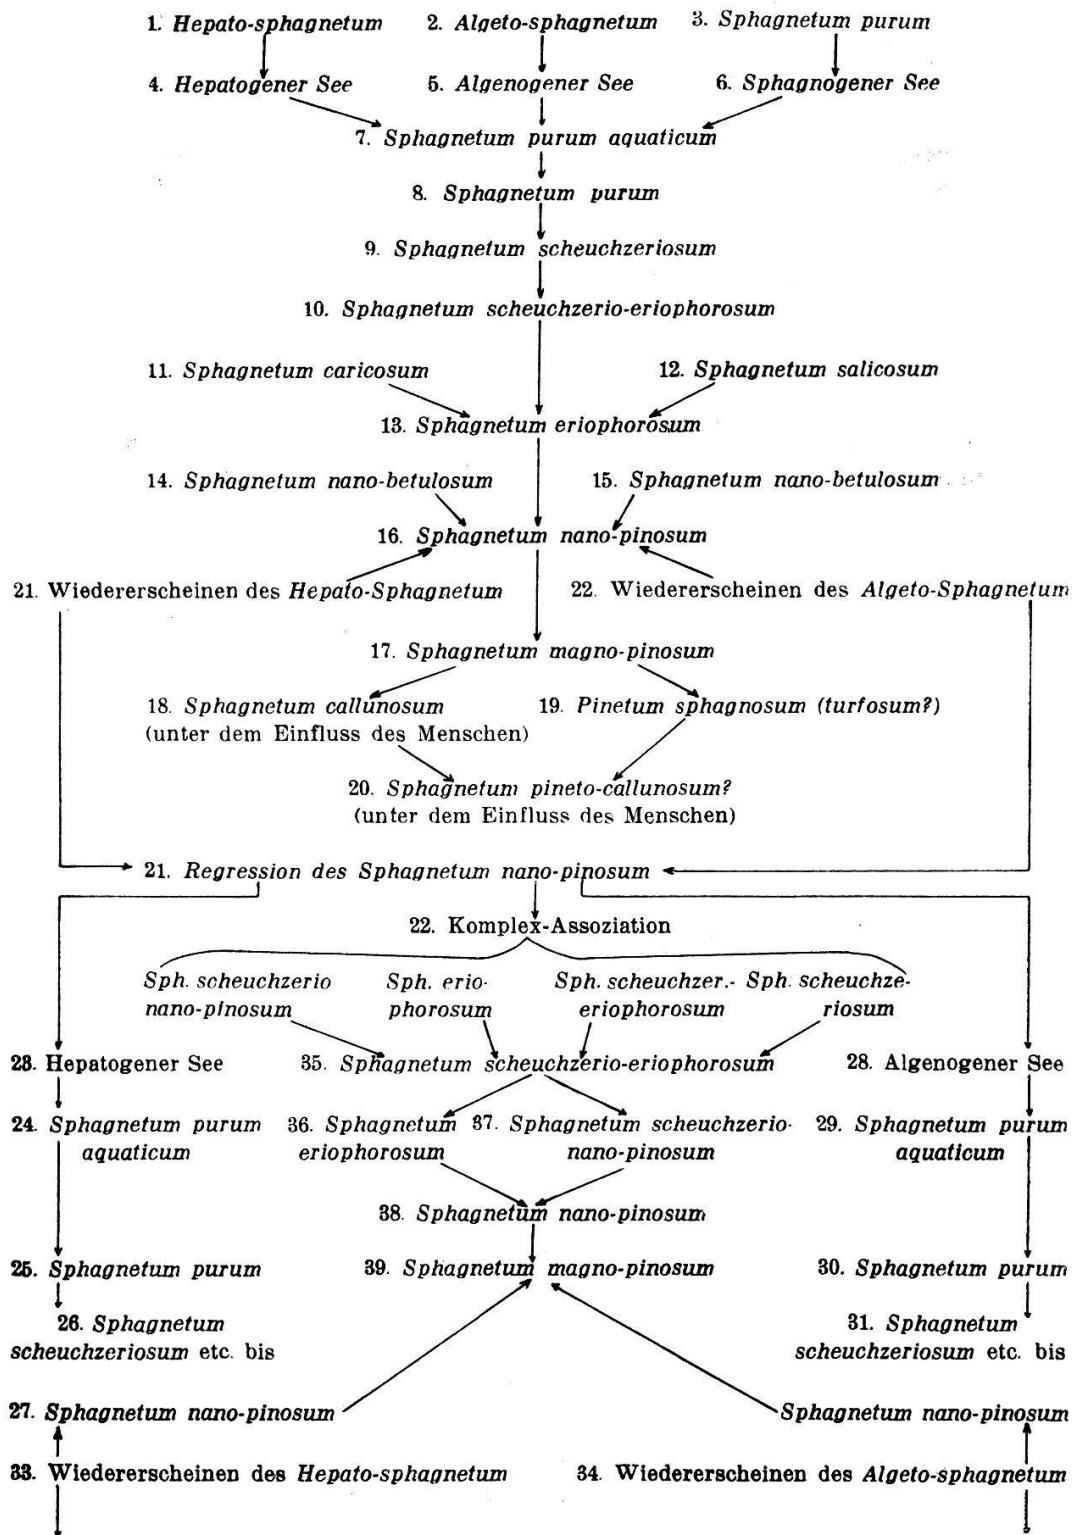 1. Hepato-sphagnetum 2. Algeto-sphagnetum 3. Sphagnetum purum
4. Hepatogener See 5. Algenogener See 6. Sphagnogener See
7. Sphagnetum purum aquaticum
8. Sphagnetum purum
9. Sphagnetum scheuchzeriosum
10. Sphagnetum scheuchzerio-eriophorosum
11. Sphagnetum caricosum 12. Sphagnetum salicosum
13. Sphagnetum eriophorosum
14. Sphagnetum nano-betulosum 15. Sphagnetum nano-betulosum
16. Sphagnetum nano-pinosum
21. Wiedererscheinen des Hepato-Sphagnetum 22. Wiedererscheinen des Algeto-Sphagnetum
17. Sphagnetum magno-pinosum
18. Sphagnetum callunosum 19. Pinetum sphagnosum (turfosum?)
(unter dem Einfluss des Menschen)
20. Sphagnetum pineto-callunosum?
(unter dem Einfluss des Menschen)
21. Regression des Sphagnetum nano-pinosum
22. Komplex-Assoziation
Sph. scheuchzerio Sph. erio- Sph. scheuchzer.- Sph. scheuchze-
nano-pinosum phorosum eriophorosum riosum
23. Hepatogener See 35. Sphagnetum scheuchzerio-eriophorosum 28. Algenogener See
24. Sphagnetum purum 36. Sphagnetum 37. Sphagnetum scheuchzerio- 29. Sphagnetum purum
aquaticum eriophorosum nano-pinosum aquaticum
38. Sphagnetum nano-pinosum
25. Sphagnetum purum 39. Sphagnetum magno-pinosum 30. Sphagnetum purum
26. Sphagnetum 31. Sphagnetum
scheuchzeriosum etc. bis scheuchzeriosum etc. bis
27. Sphagnetum nano-pinosum Sphagnetum nano-pinosum
33. Wiedererscheinen des Hepato-sphagnetum 34. Wiedererscheinen des Algeto-sphagnetum